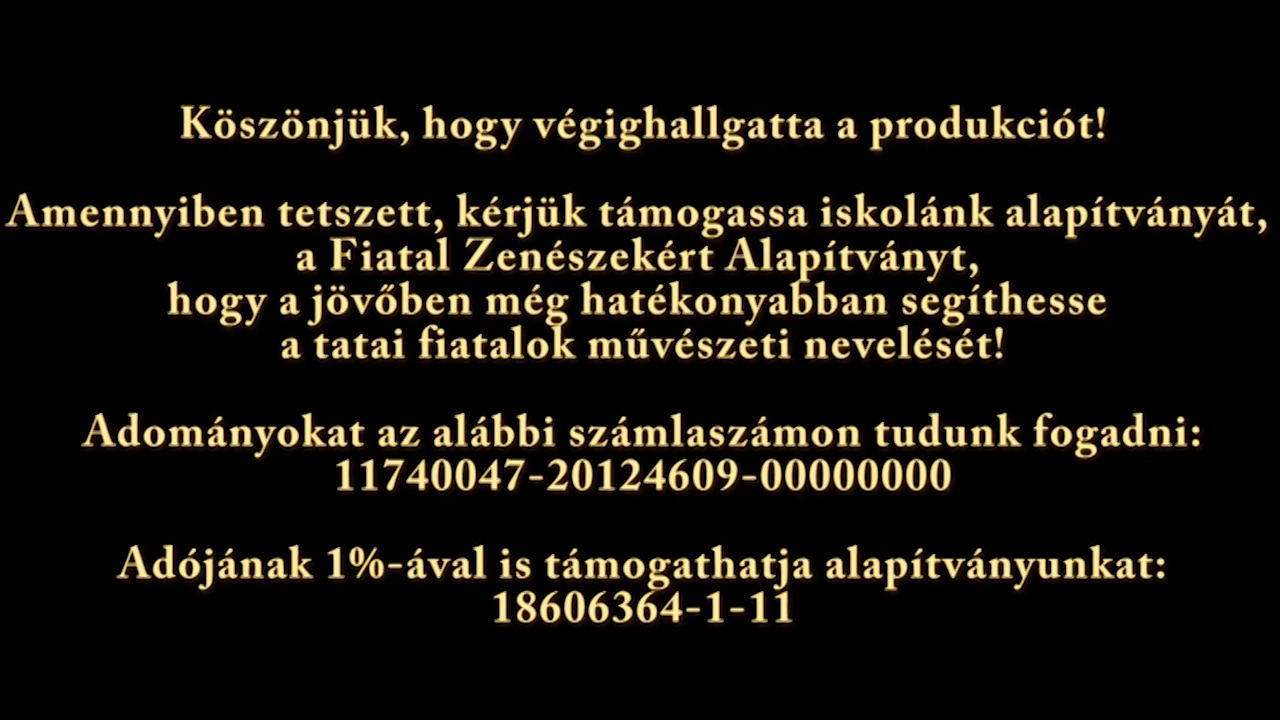 Köszönjük, hogy végighallgatta a produkciót!
Amennyiben tetszett, kérjük támogassa iskolánk alapítványát,
a Fiatal Zenészekért Alapítványt,
hogy a jövőben még hatékonyabban segíthesse
a tatai fiatalok művészeti nevelését!
Adományokat az alábbi számlaszámon tudunk fogadni:
11740047-20124609-00000000
Adójának 1%-ával is támogathatja alapítványunkat:
18606364-1-11